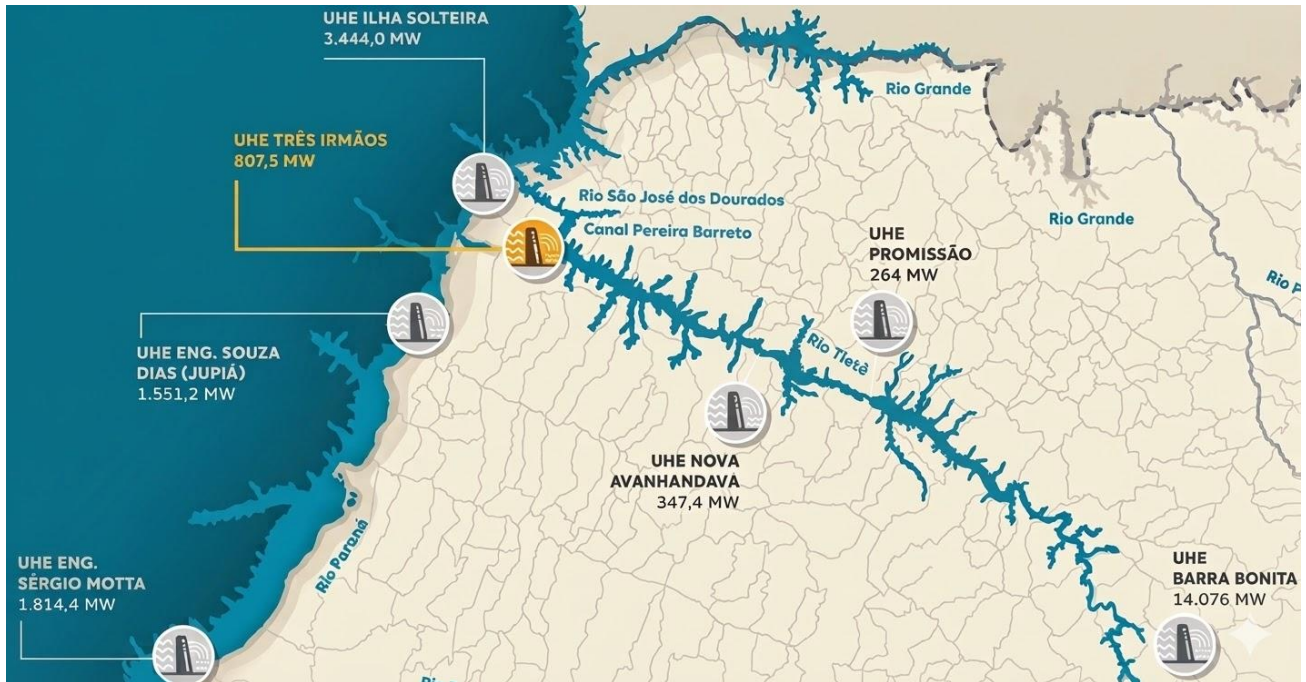 UHE ILHA SOLTEIRA
3.444,0 MW
Rio Grande
UHE TRÊS IRMÃOS
807,5 MW
Rio São José dos Dourados
Canal Pereira Barreto
Rio Grande
UHE
PROMISSÃO
264 MW
Rio P
UHE ENG. SOUZA
DIAS (JUPIÁ)
1.551,2 MW
Rio Tletê
UHE NOVA
AVANHANDAVA
347,4 MW
Rio Paraná
UHE ENG.
SÉRGIO MOTTA
1.814,4 MW
UHE
BARRA BONITA
14.076 MW